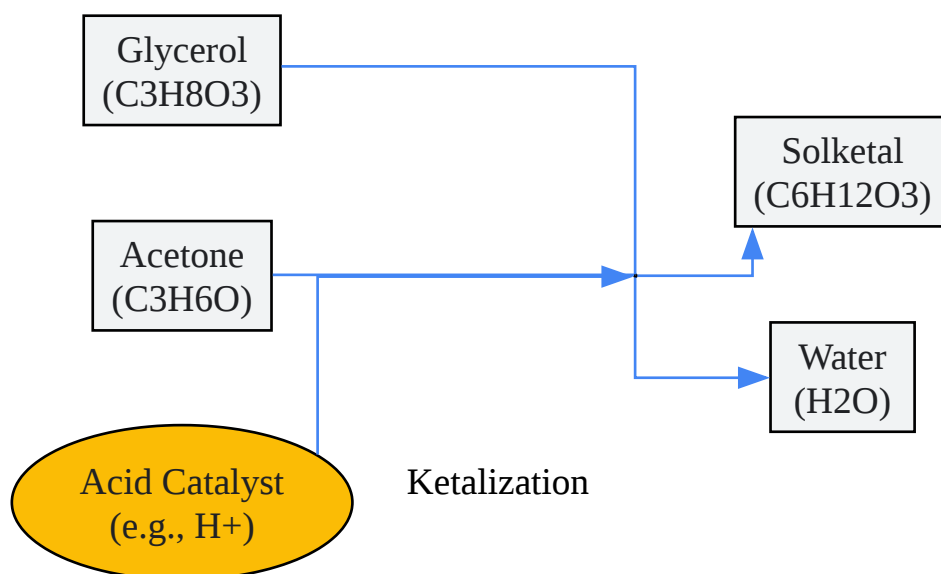 Glycerol
(C3H8O3)
Solketal
(C6H12O3)
Acetone
(C3H6O)
Water
(H2O)
Acid Catalyst
(e.g., H+)
Ketalization